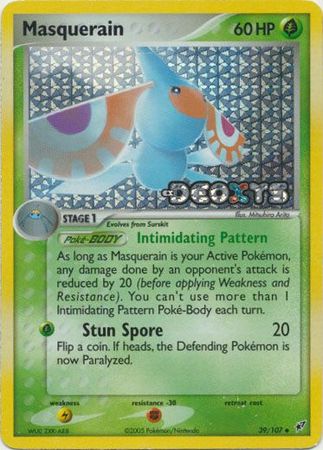 Masquerain 60 HP
EX DEOXYS
Illus. Mitsuhiro Arita
STAGE 1 Evolves from Surskit
Poké-BODY Intimidating Pattern
As long as Masquerain is your Active Pokémon,
any damage done by an opponent's attack
is reduced by 20 (before applying Weakness and
Resistance). You can't use more than 1
Intimidating Pattern Poké-Body each turn.
Stun Spore 20
Flip a coin. If heads, the Defending Pokémon is
now Paralyzed.
weakness resistance -30 retreat cost
©2005 Pokémon/Nintendo 39/107